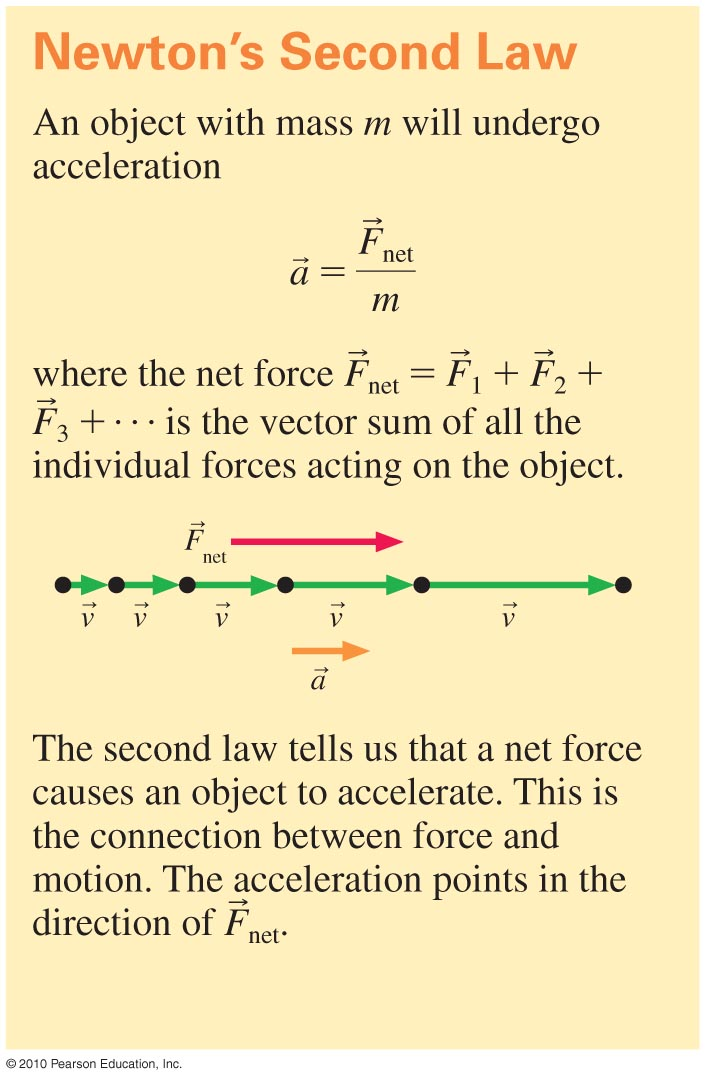 Newton's Second Law
An object with mass m will undergo
acceleration
a⃗ = F⃗net / m
where the net force F⃗net = F⃗1 + F⃗2 +
F⃗3 + · · · is the vector sum of all the
individual forces acting on the object.
F⃗net
v⃗ v⃗ v⃗ v⃗ v⃗
a⃗
The second law tells us that a net force
causes an object to accelerate. This is
the connection between force and
motion. The acceleration points in the
direction of F⃗net.
© 2010 Pearson Education, Inc.